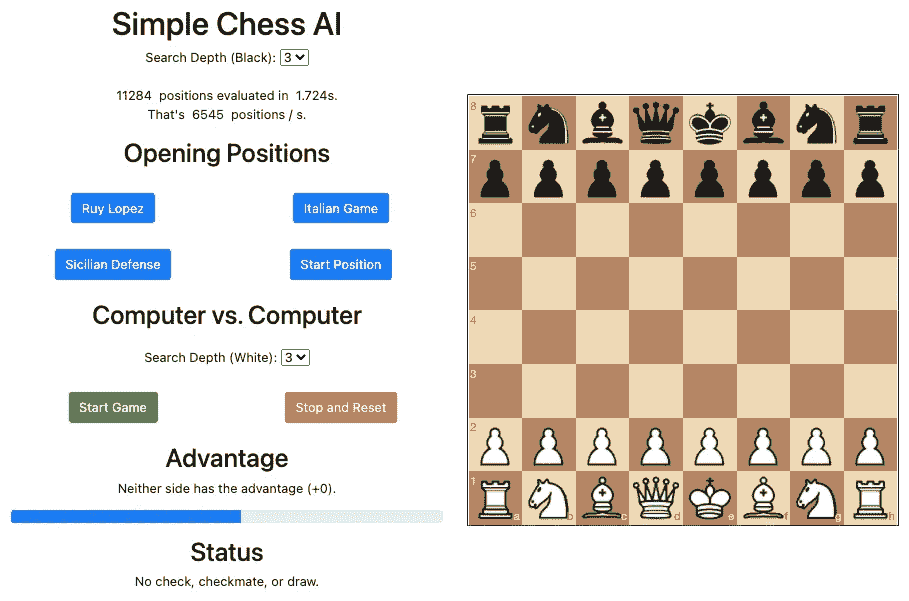 Simple Chess AI
Search Depth (Black): 3
11284 positions evaluated in 1.724s.
That's 6545 positions / s.
Opening Positions
Ruy Lopez
Italian Game
Sicilian Defense
Start Position
Computer vs. Computer
Search Depth (White): 3
Start Game
Stop and Reset
Advantage
Neither side has the advantage (+0).
Status
No check, checkmate, or draw.
8
7
6
5
4
3
2
1
a b c d e f g h